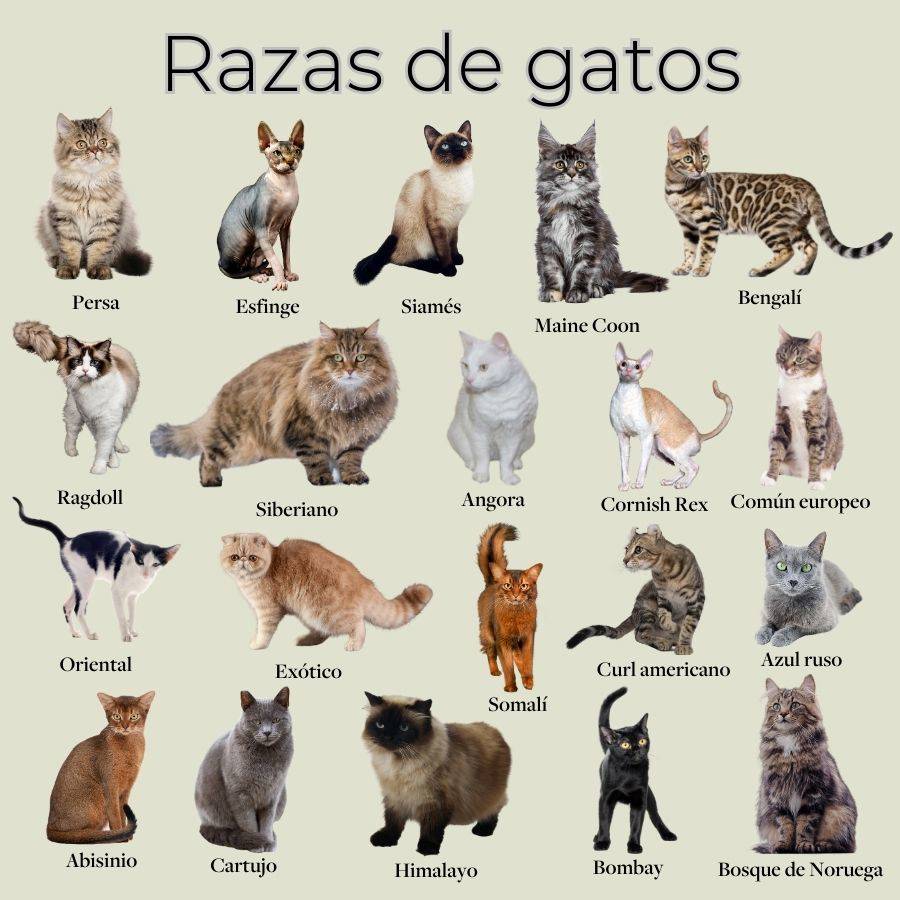 Razas de gatos
Persa
Esfinge
Siamés
Maine Coon
Bengalí
Ragdoll
Siberiano
Angora
Cornish Rex
Común europeo
Oriental
Exótico
Somalí
Curl americano
Azul ruso
Abisinio
Cartujo
Himalayo
Bombay
Bosque de Noruega